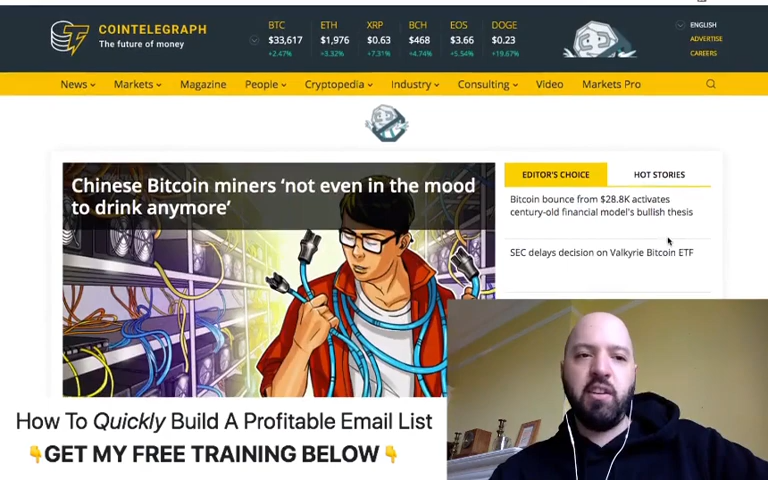 COINTELEGRAPH
The future of money
BTC ETH XRP BCH EOS DOGE
$33,617 $1,976 $0.63 $468 $3.66 $0.23
+2.47% +3.32% +7.31% +4.74% +5.54% +19.67%
ENGLISH
ADVERTISE
CAREERS
News Markets Magazine People Cryptopedia Industry Consulting Video Markets Pro
Chinese Bitcoin miners ‘not even in the mood
to drink anymore’
EDITOR'S CHOICE HOT STORIES
Bitcoin bounce from $28.8K activates
century-old financial model's bullish thesis
SEC delays decision on Valkyrie Bitcoin ETF
How To Quickly Build A Profitable Email List
👇GET MY FREE TRAINING BELOW👇